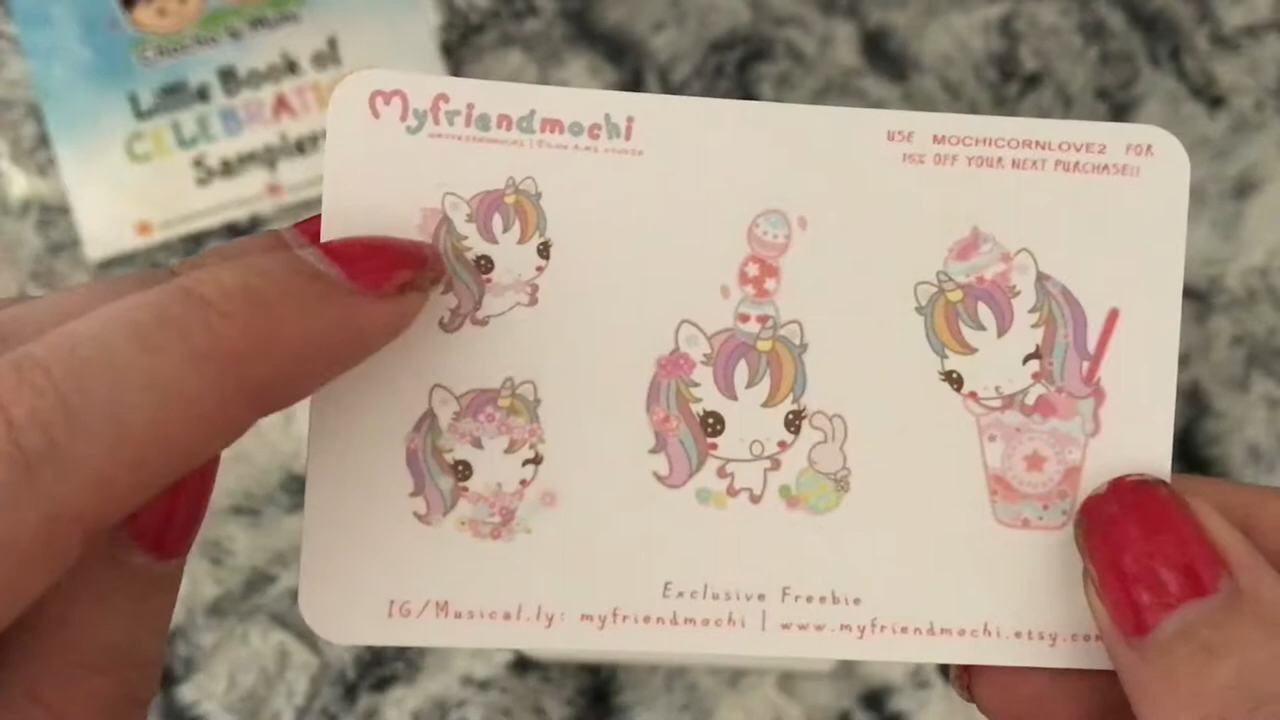 Little Book of
CELEBRATI
Sampler
Myfriendmochi
USE MOCHICORNLOVE2 FOR
15% OFF YOUR NEXT PURCHASE!!
Exclusive Freebie
IG/Musical.ly: myfriendmochi | www.myfriendmochi.etsy.com